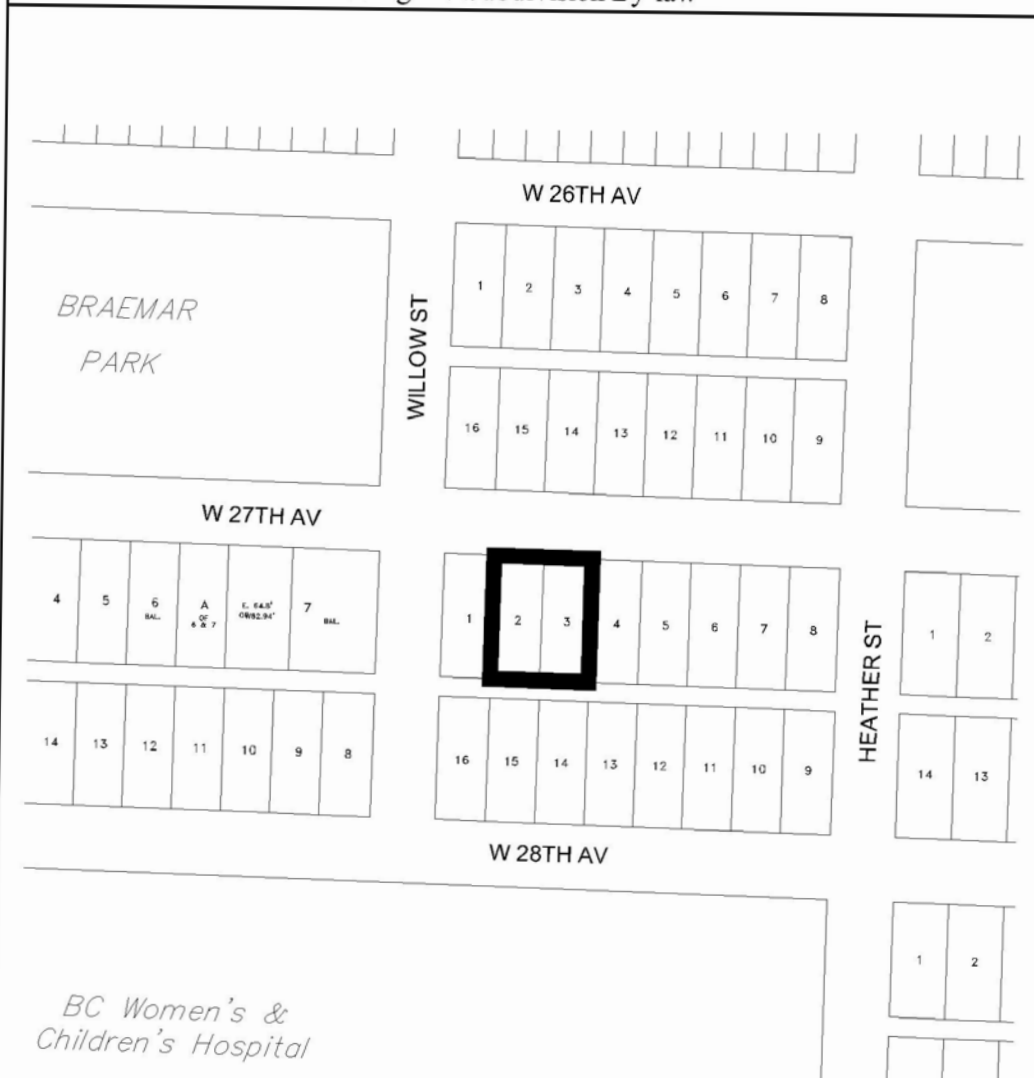 W 26TH AV
BRAEMAR
PARK
WILLOW ST
1 2 3 4 5 6 7 8
16 15 14 13 12 11 10 9
W 27TH AV
4 5 6 A 7
BAL. OF BAL.
6 & 7
1 2 3 4 5 6 7 8
HEATHER ST
1 2
14 13 12 11 10 9 8
16 15 14 13 12 11 10 9
14 13
W 28TH AV
1 2
BC Women's &
Children's Hospital